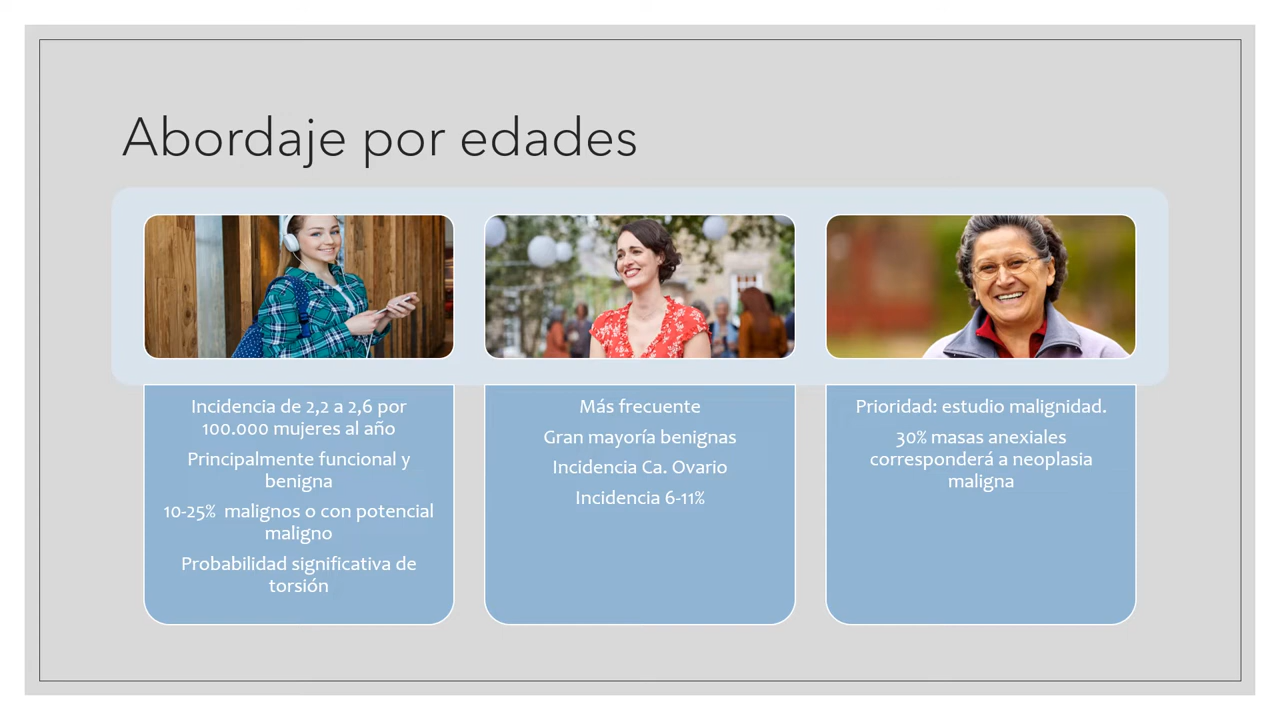 Abordaje por edades
Incidencia de 2,2 a 2,6 por
100.000 mujeres al año
Principalmente funcional y
benigna
10-25%  malignos o con potencial
maligno
Probabilidad significativa de
torsión
Más frecuente
Gran mayoría benignas
Incidencia Ca. Ovario
Incidencia 6-11%
Prioridad: estudio malignidad.
30% masas anexiales
corresponderá a neoplasia
maligna